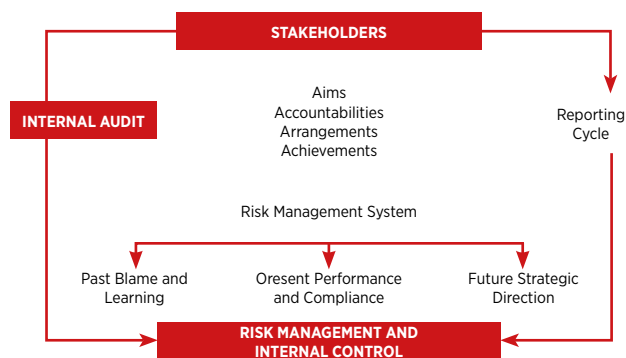 STAKEHOLDERS
INTERNAL AUDIT
Aims
Accountabilities
Arrangements
Achievements
Reporting
Cycle
Risk Management System
Past Blame and
Learning
Oresent Performance
and Compliance
Future Strategic
Direction
RISK MANAGEMENT AND
INTERNAL CONTROL